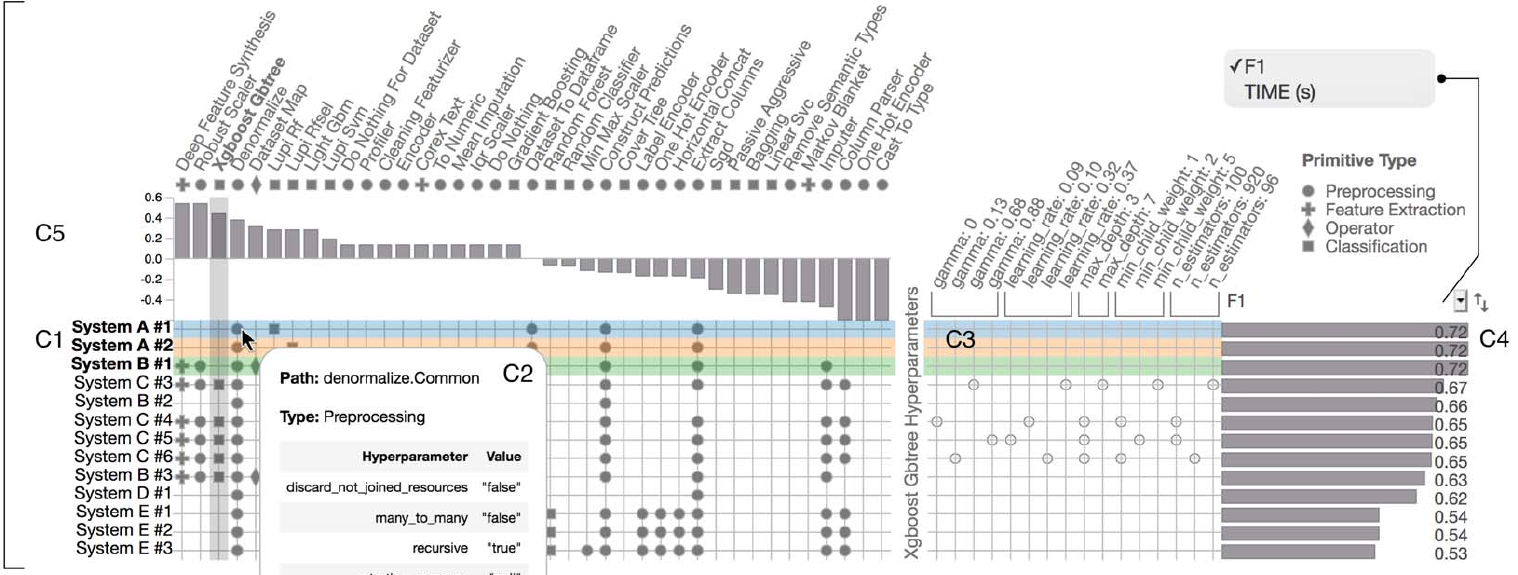 Deep Feature Synthesis
Robust Scaler
Xgboost Gbtree
Denormalize
Dataset Map
Lupi Rf
Lupi Rfsel
Light Gbm
Lupi Svm
Do Nothing For Dataset
Profiler
Cleaning Featurizer
Encoder
Corex Text
To Numeric
Mean Imputation
Iqr Scaler
Do Nothing
Gradient Boosting
Dataset To Dataframe
Random Forest
Random Classifier
Min Max Scaler
Construct Predictions
Cover Tree
Label Encoder
One Hot Encoder
Horizontal Concat
Extract Columns
Sgd
Passive Aggressive
Bagging
Linear Svc
Remove Semantic Types
Markov Blanket
Imputer
Column Parser
One Hot Encoder
Cast To Type
✓F1
TIME (s)
Primitive Type
Preprocessing
Feature Extraction
Operator
Classification
C5
0.6
0.4
0.2
0.0
-0.2
-0.4
gamma: 0
gamma: 0.13
gamma: 0.68
gamma: 0.88
learning_rate: 0.09
learning_rate: 0.10
learning_rate: 0.32
learning_rate: 0.37
max_depth: 3
max_depth: 7
min_child_weight: 1
min_child_weight: 2
min_child_weight: 5
n_estimators: 100
n_estimators: 920
n_estimators: 96
F1
C1
System A #1
System A #2
System B #1
System C #3
System B #2
System C #4
System C #5
System C #6
System B #3
System D #1
System E #1
System E #2
System E #3
C2
Path: denormalize.Common
Type: Preprocessing
Hyperparameter Value
discard_not_joined_resources "false"
many_to_many "false"
recursive "true"
Xgboost Gbtree Hyperparameters
C3
C4
0.72
0.72
0.72
0.67
0.66
0.65
0.65
0.65
0.63
0.62
0.54
0.54
0.53